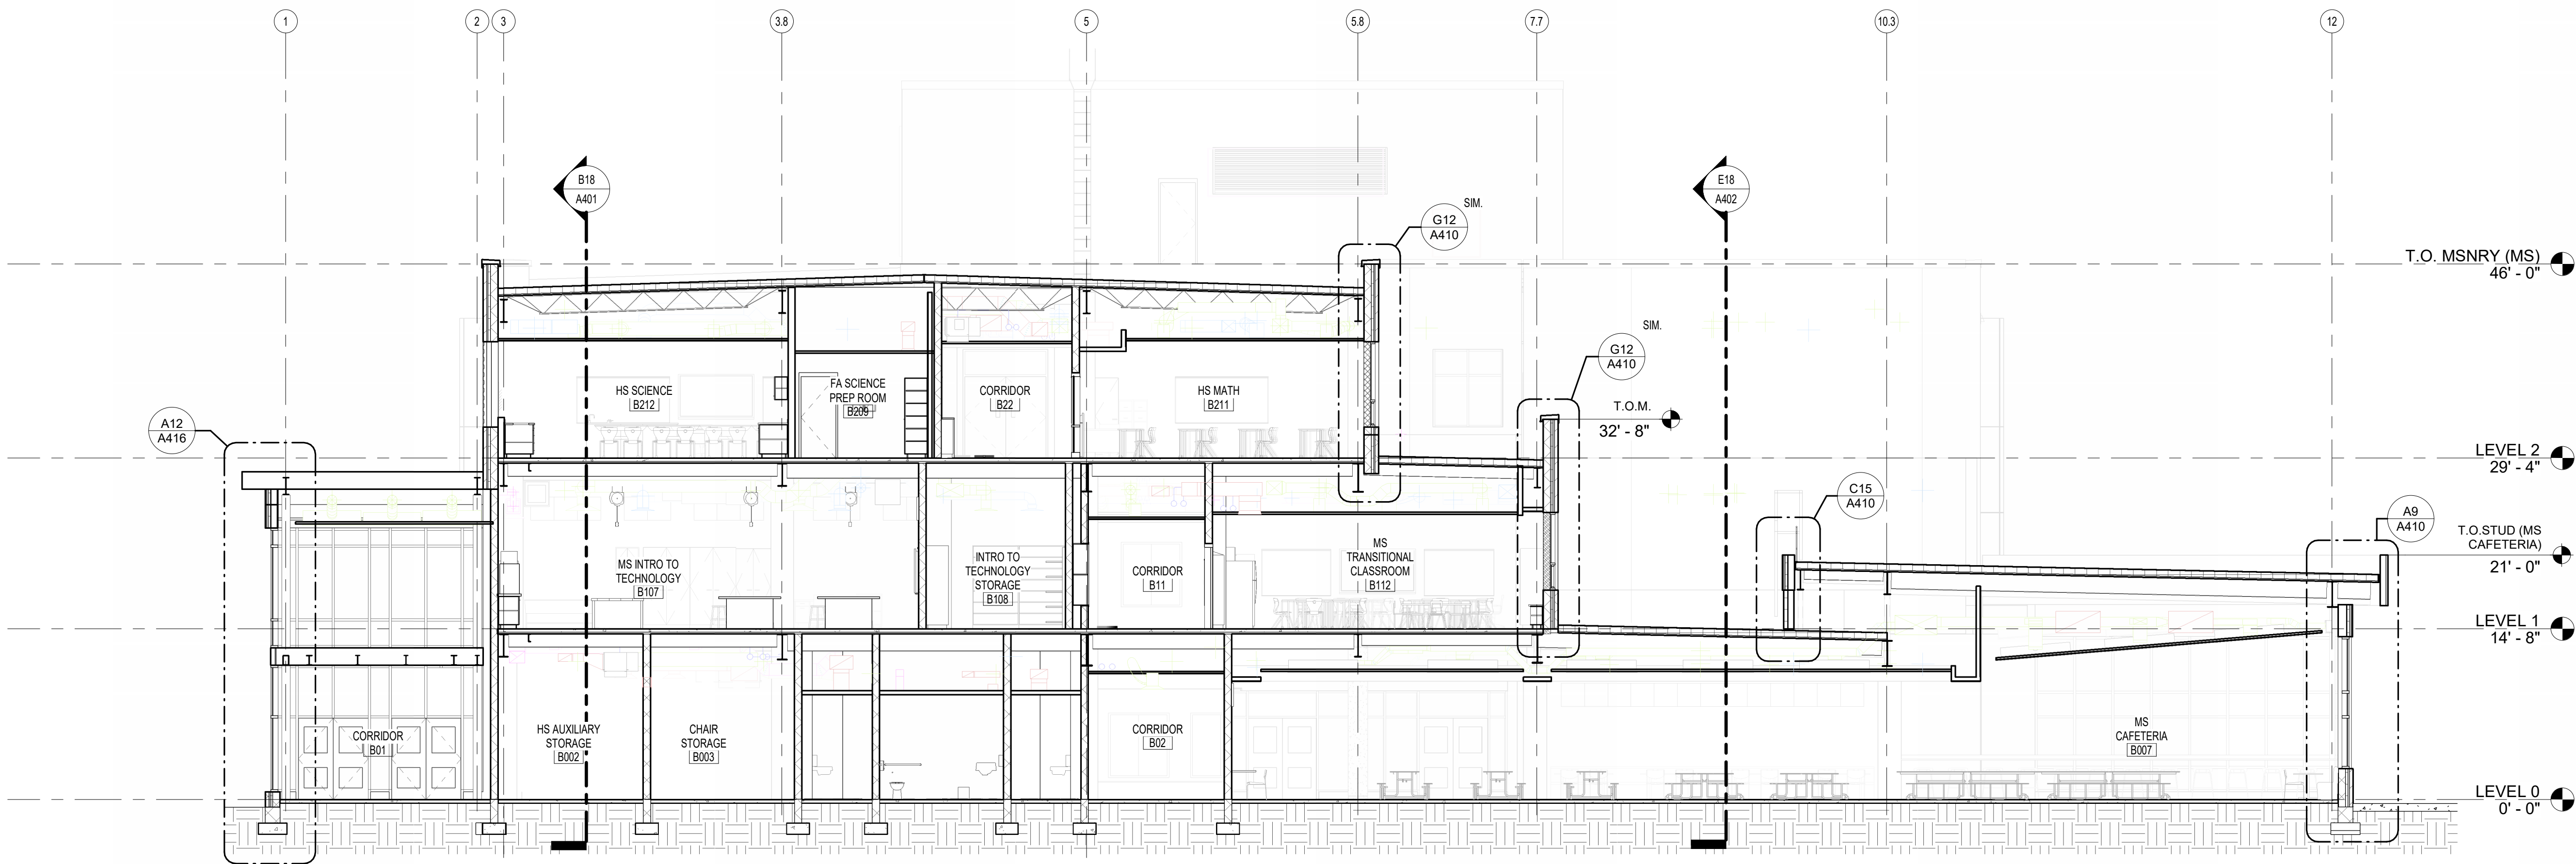 1
2
3
3.8
5
5.8
7.7
10.3
12
B18
A401
E18
A402
SIM.
G12
A410
T.O. MSNRY (MS)
46' - 0"
SIM.
G12
A410
HS SCIENCE
B212
FA SCIENCE
PREP ROOM
B209
CORRIDOR
B22
HS MATH
B211
T.O.M.
32' - 8"
A12
A416
LEVEL 2
29' - 4"
C15
A410
A9
A410
T.O.STUD (MS
CAFETERIA)
21' - 0"
MS INTRO TO
TECHNOLOGY
B107
INTRO TO
TECHNOLOGY
STORAGE
B108
CORRIDOR
B11
MS
TRANSITIONAL
CLASSROOM
B112
LEVEL 1
14' - 8"
CORRIDOR
B01
HS AUXILIARY
STORAGE
B002
CHAIR
STORAGE
B003
CORRIDOR
B02
MS
CAFETERIA
B007
LEVEL 0
0' - 0"